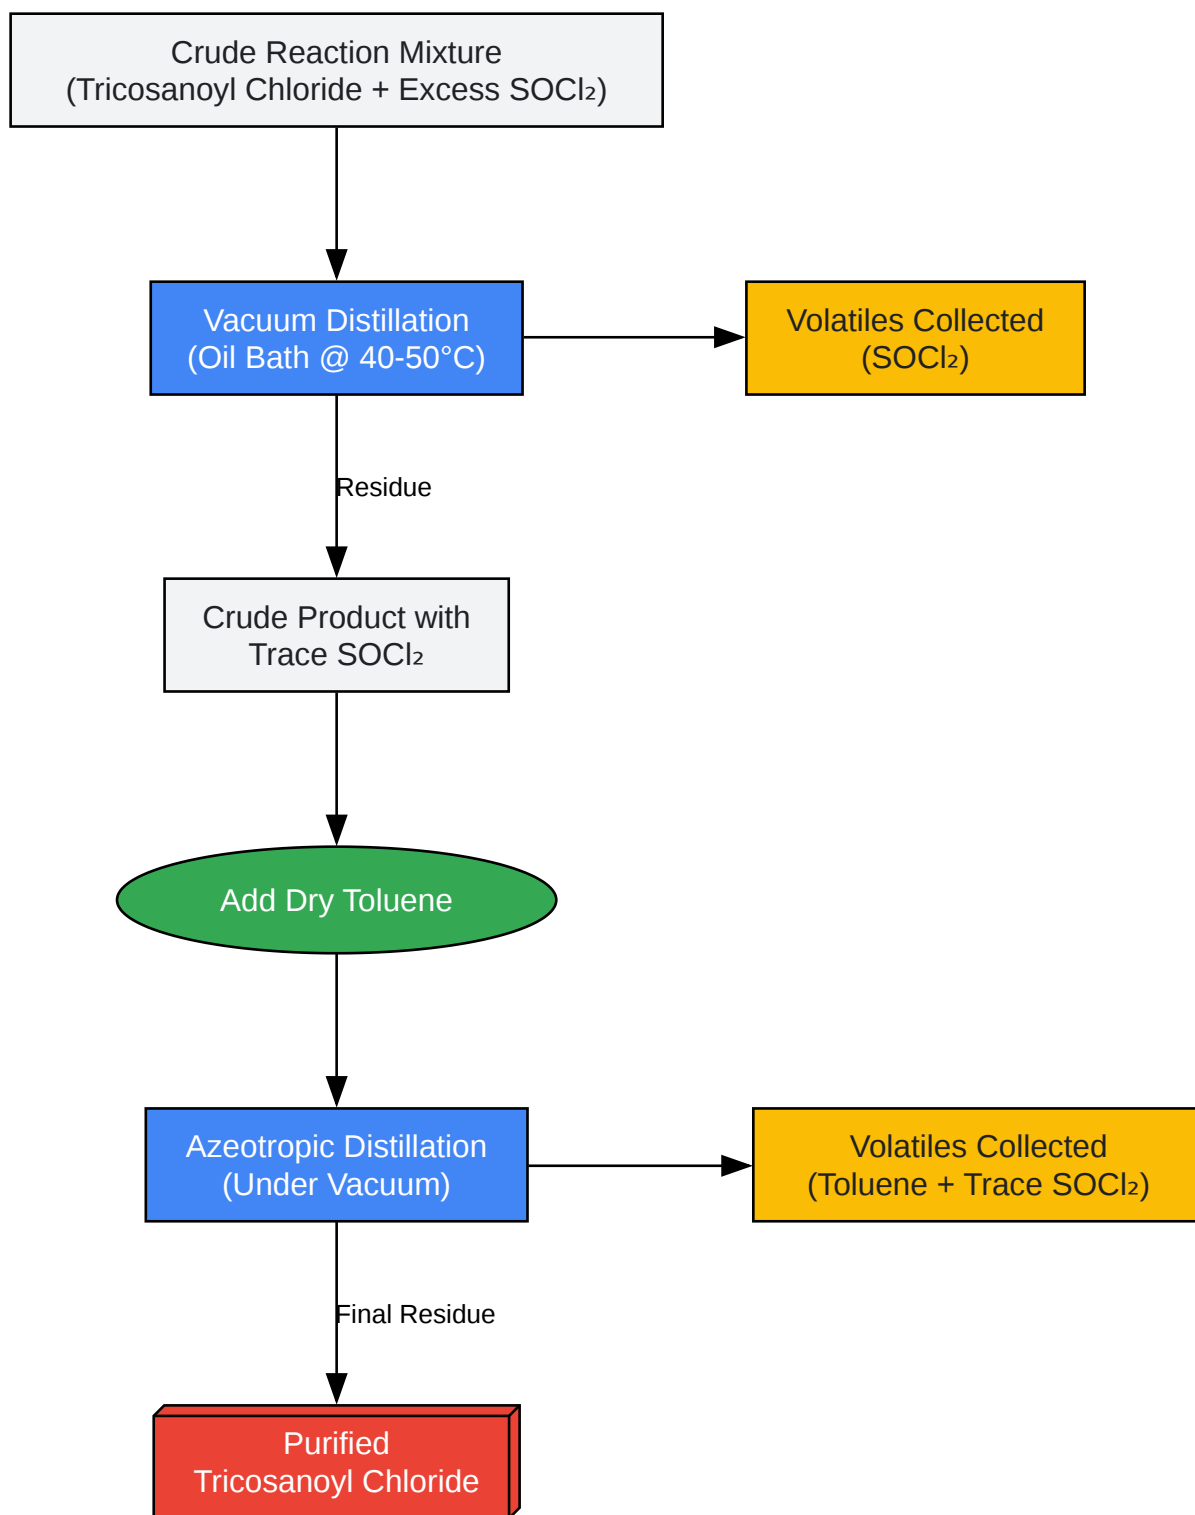 Crude Reaction Mixture
(Tricosanoyl Chloride + Excess SOCl₂)
Vacuum Distillation
(Oil Bath @ 40-50°C)
Volatiles Collected
(SOCl₂)
Residue
Crude Product with
Trace SOCl₂
Add Dry Toluene
Azeotropic Distillation
(Under Vacuum)
Volatiles Collected
(Toluene + Trace SOCl₂)
Final Residue
Purified
Tricosanoyl Chloride